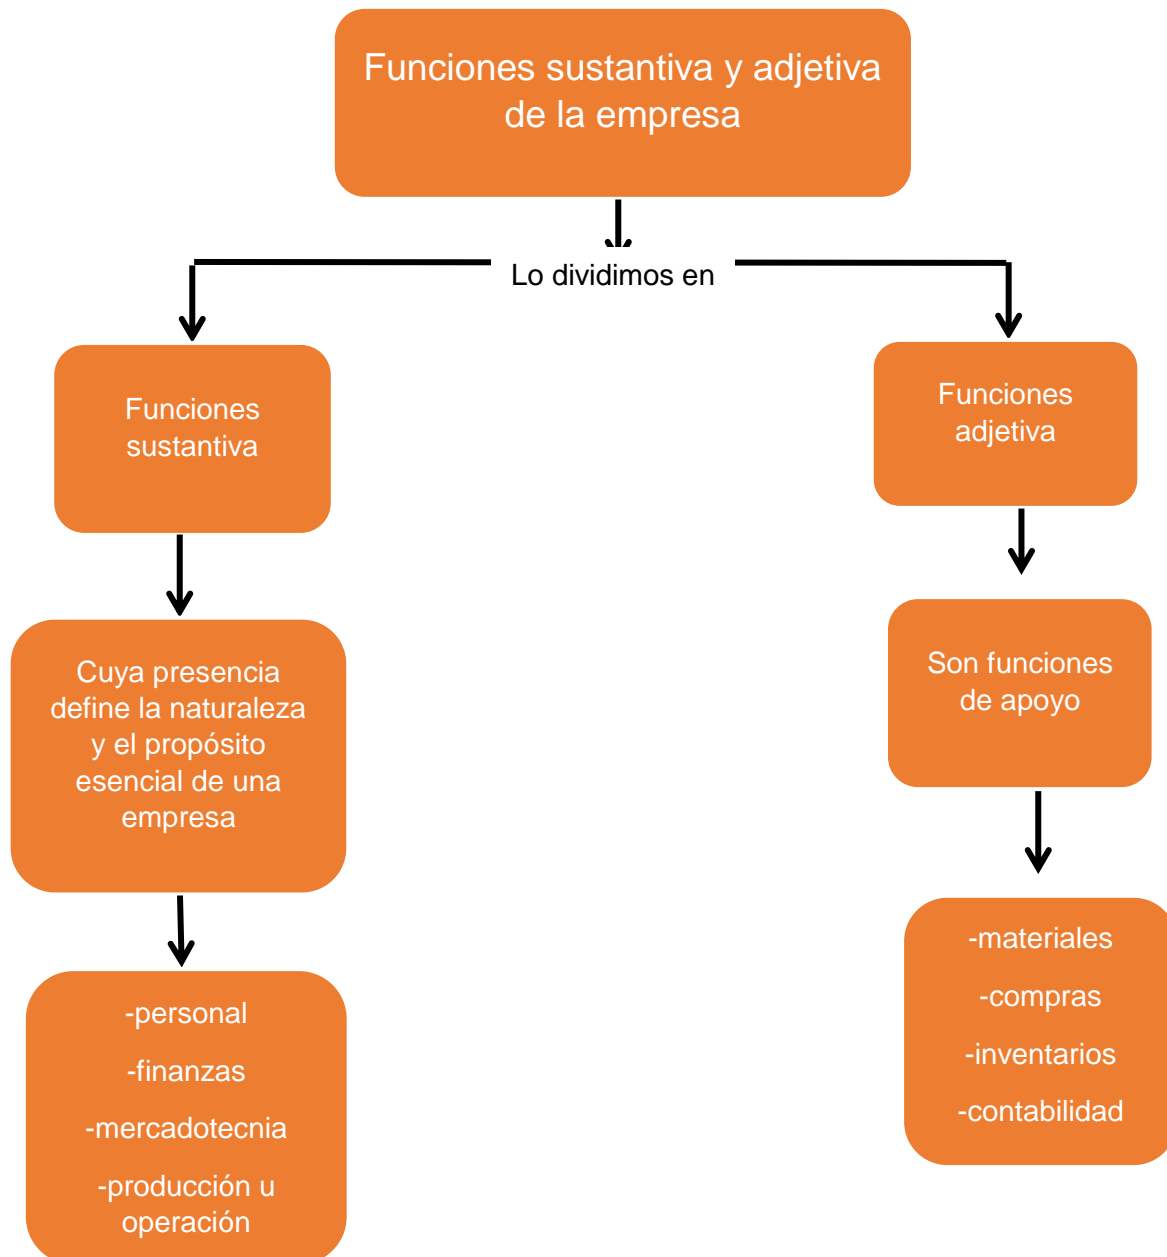 Funciones sustantiva y adjetiva
de la empresa
Lo dividimos en
Funciones
sustantiva
Funciones
adjetiva
Cuya presencia
define la naturaleza
y el propósito
esencial de una
empresa
Son funciones
de apoyo
-personal
-finanzas
-mercadotecnia
-producción u
operación
-materiales
-compras
-inventarios
-contabilidad